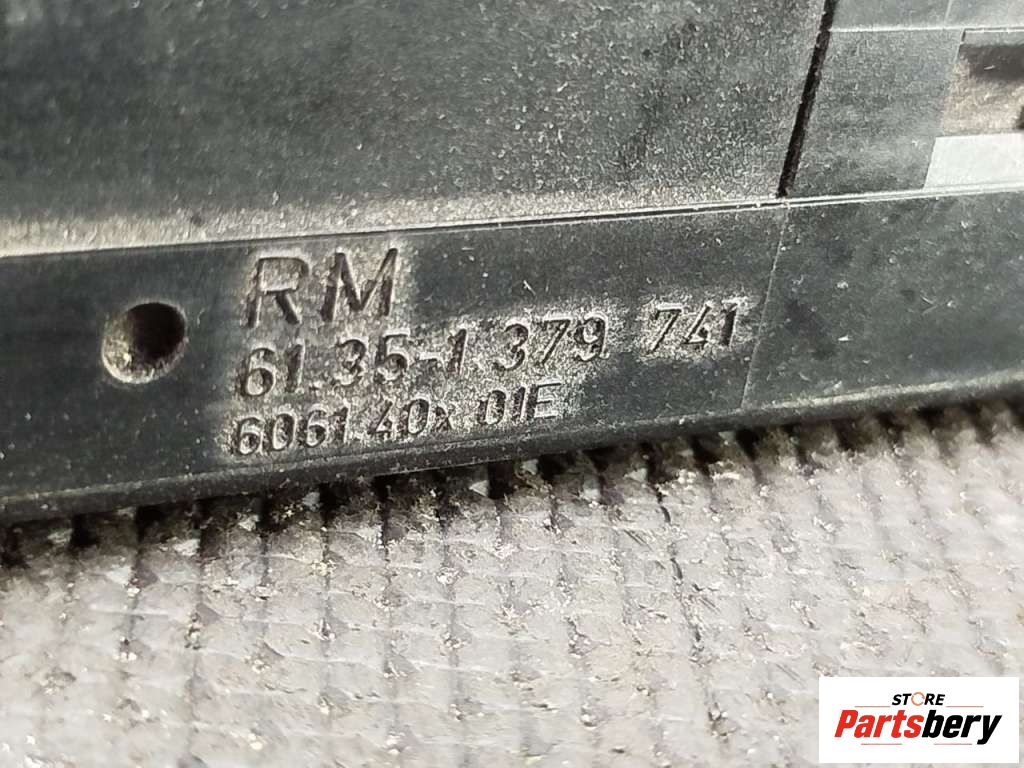 RM
61.35-1.379 741
6061.40x 01E
STORE
Partsbery